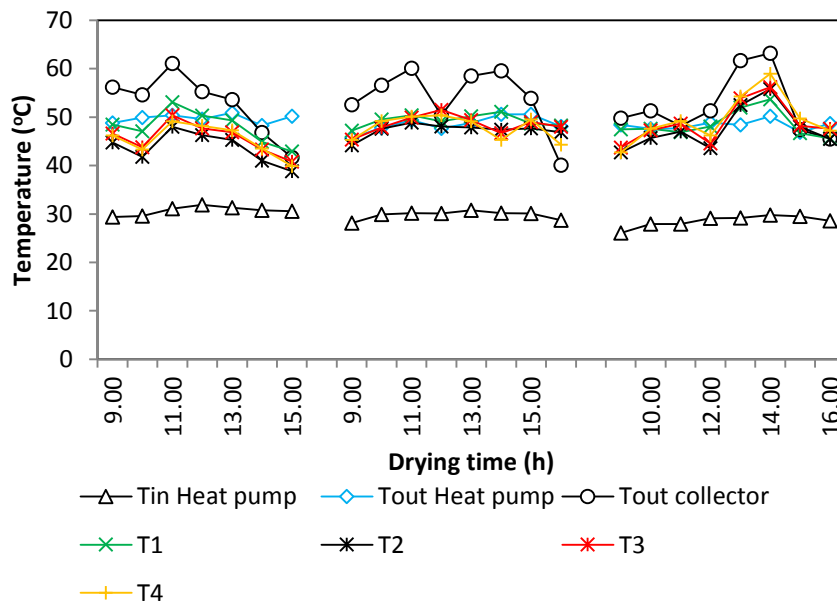 70
60
50
40
30
20
10
0
Temperature (ºC)
9.00 11.00 13.00 15.00 9.00 11.00 13.00 15.00 10.00 12.00 14.00 16.00
Drying time (h)
Tin Heat pump Tout Heat pump Tout collector
T1 T2 T3
T4